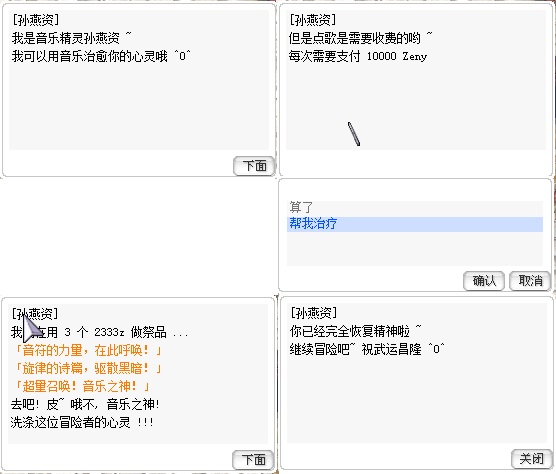 [孙燕资]
我是音乐精灵孙燕资 ~
我可以用音乐治愈你的心灵哦 ^0^
下面
[孙燕资]
但是点歌是需要收费的哟 ~
每次需要支付 10000 Zeny
算了
帮我治疗
确认 取消
[孙燕资]
我 在用 3 个 2333z 做祭品 ...
「音符的力量, 在此呼唤! 」
「旋律的诗篇, 驱散黑暗! 」
「超量召唤! 音乐之神! 」
去吧! 皮~ 哦不, 音乐之神!
洗涤这位冒险者的心灵 !!!
下面
[孙燕资]
你已经完全恢复精神啦 ~
继续冒险吧~ 祝武运昌隆 ^0^
关闭